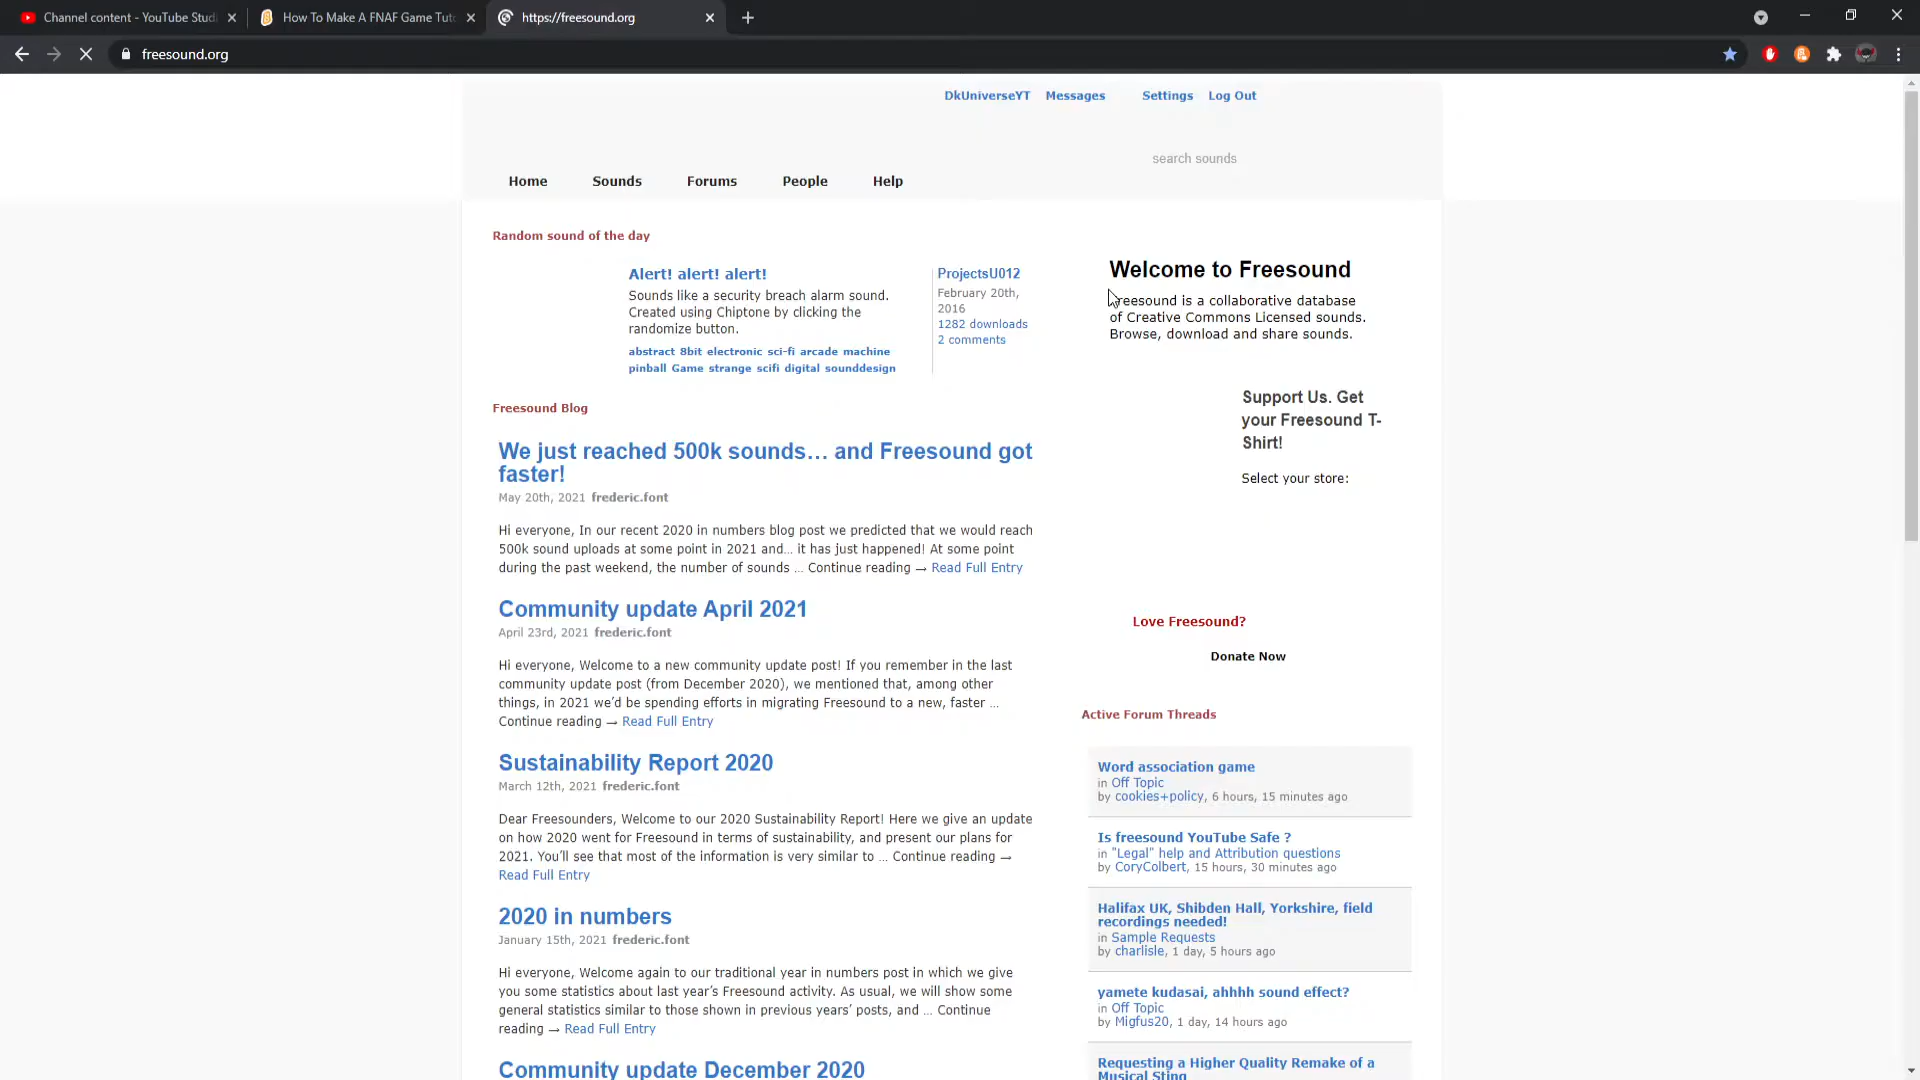 Channel content - YouTube Studi
How To Make A FNAF Game Tuto
https://freesound.org
freesound.org
DkUniverseYT Messages Settings Log Out
search sounds
Home Sounds Forums People Help
Random sound of the day
Alert! alert! alert!
Sounds like a security breach alarm sound.
Created using Chiptone by clicking the
randomize button.
abstract 8bit electronic sci-fi arcade machine
pinball Game strange scifi digital sounddesign
ProjectsU012
February 20th,
2016
1282 downloads
2 comments
Welcome to Freesound
Freesound is a collaborative database
of Creative Commons Licensed sounds.
Browse, download and share sounds.
Support Us. Get
your Freesound T-
Shirt!
Select your store:
Love Freesound?
Donate Now
Freesound Blog
We just reached 500k sounds… and Freesound got
faster!
May 20th, 2021 frederic.font
Hi everyone, In our recent 2020 in numbers blog post we predicted that we would reach
500k sound uploads at some point in 2021 and… it has just happened! At some point
during the past weekend, the number of sounds … Continue reading → Read Full Entry
Community update April 2021
April 23rd, 2021 frederic.font
Hi everyone, Welcome to a new community update post! If you remember in the last
community update post (from December 2020), we mentioned that, among other
things, in 2021 we’d be spending efforts in migrating Freesound to a new, faster …
Continue reading → Read Full Entry
Sustainability Report 2020
March 12th, 2021 frederic.font
Dear Freesounders, Welcome to our 2020 Sustainability Report! Here we give an update
on how 2020 went for Freesound in terms of sustainability, and present our plans for
2021. You’ll see that most of the information is very similar to … Continue reading →
Read Full Entry
2020 in numbers
January 15th, 2021 frederic.font
Hi everyone, Welcome again to our traditional year in numbers post in which we give
you some statistics about last year’s Freesound activity. As usual, we will show some
general statistics similar to those shown in previous years’ posts, and … Continue
reading → Read Full Entry
Community update December 2020
Active Forum Threads
Word association game
in Off Topic
by cookies+policy, 6 hours, 15 minutes ago
Is freesound YouTube Safe ?
in "Legal" help and Attribution questions
by CoryColbert, 15 hours, 30 minutes ago
Halifax UK, Shibden Hall, Yorkshire, field
recordings needed!
in Sample Requests
by charlisle, 1 day, 5 hours ago
yamete kudasai, ahhhh sound effect?
in Off Topic
by Migfus20, 1 day, 14 hours ago
Requesting a Higher Quality Remake of a
Musical Sting